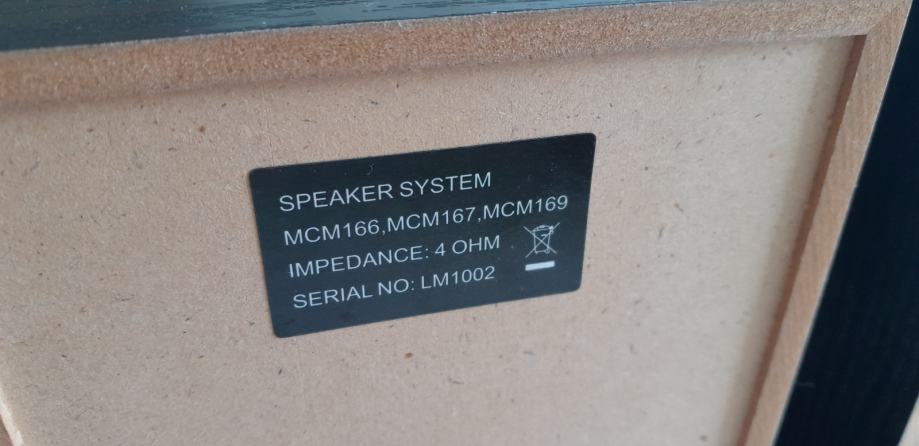 SPEAKER SYSTEM
MCM166,MCM167,MCM169
IMPEDANCE: 4 OHM
SERIAL NO: LM1002